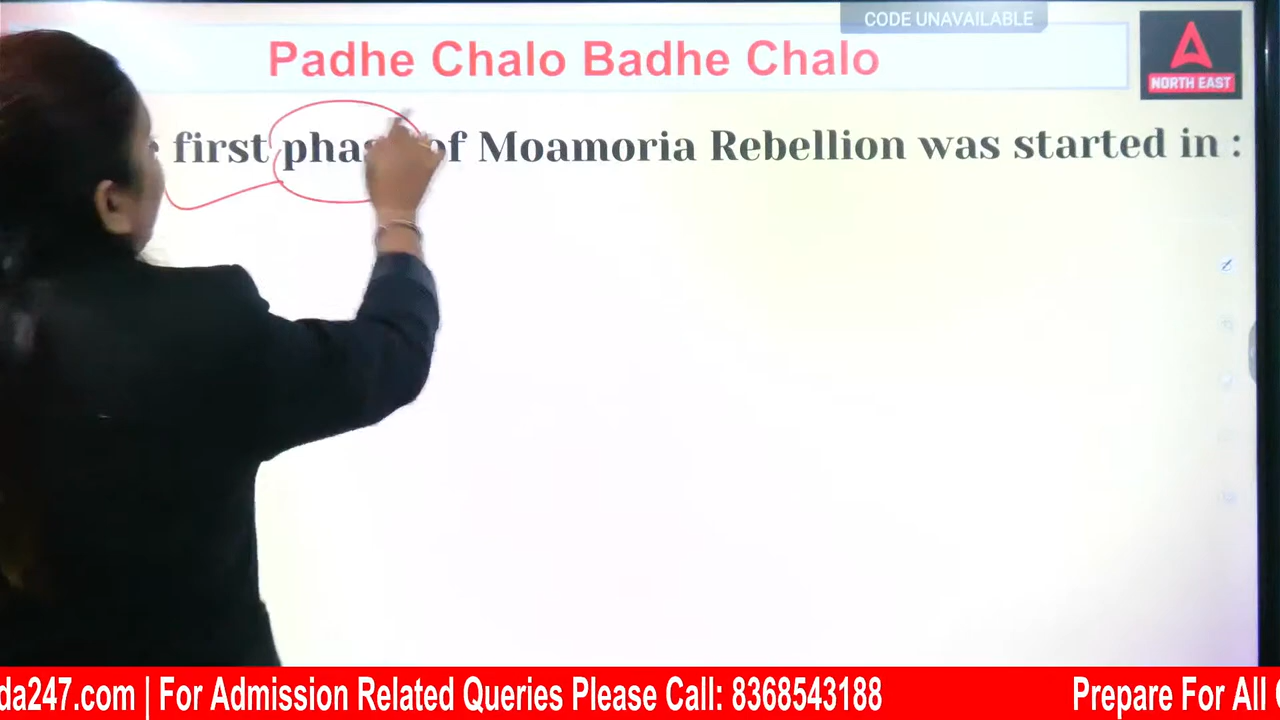 CODE UNAVAILABLE
Padhe Chalo Badhe Chalo
NORTH EAST
first of Moamoria Rebellion was started in :
da247.com | For Admission Related Queries Please Call: 8368543188
Prepare For All